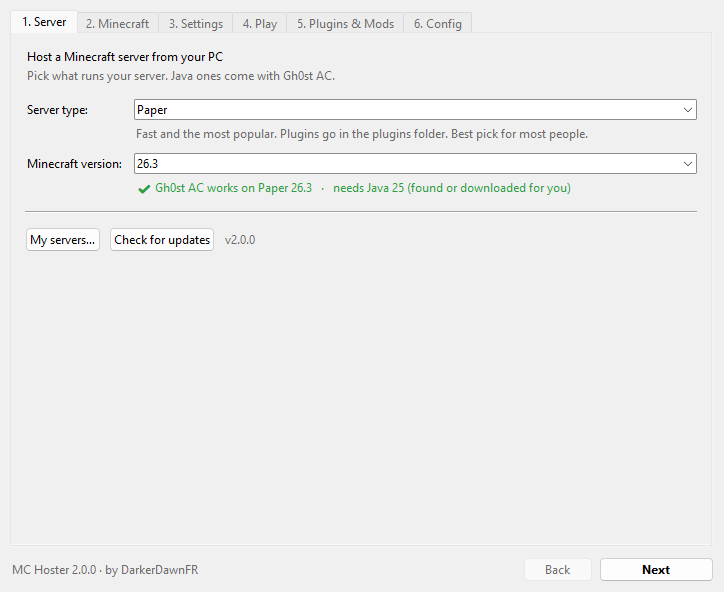 1. Server 2. Minecraft 3. Settings 4. Play 5. Plugins & Mods 6. Config
Host a Minecraft server from your PC
Pick what runs your server. Java ones come with Gh0st AC.
Server type: Paper
Fast and the most popular. Plugins go in the plugins folder. Best pick for most people.
Minecraft version: 26.3
Gh0st AC works on Paper 26.3 · needs Java 25 (found or downloaded for you)
My servers... Check for updates v2.0.0
MC Hoster 2.0.0 · by DarkerDawnFR Back Next